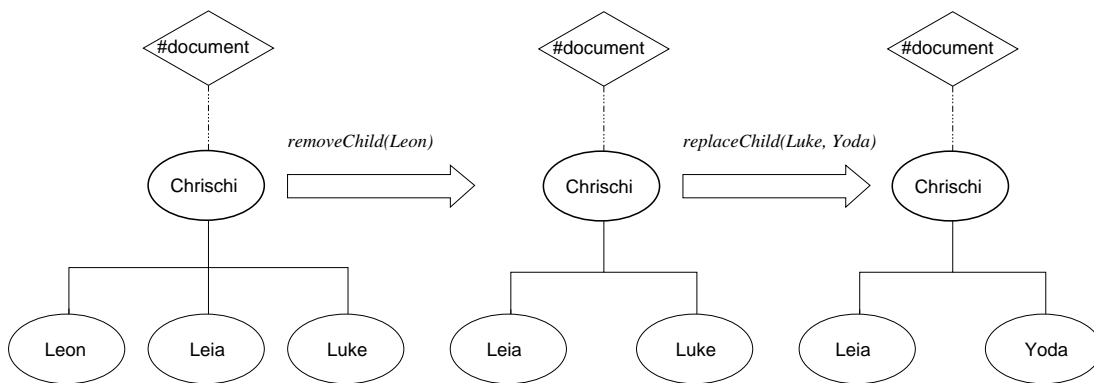 #document
#document
#document
removeChild(Leon)
replaceChild(Luke, Yoda)
Chrischi
Chrischi
Chrischi
Leon
Leia
Luke
Leia
Luke
Leia
Yoda